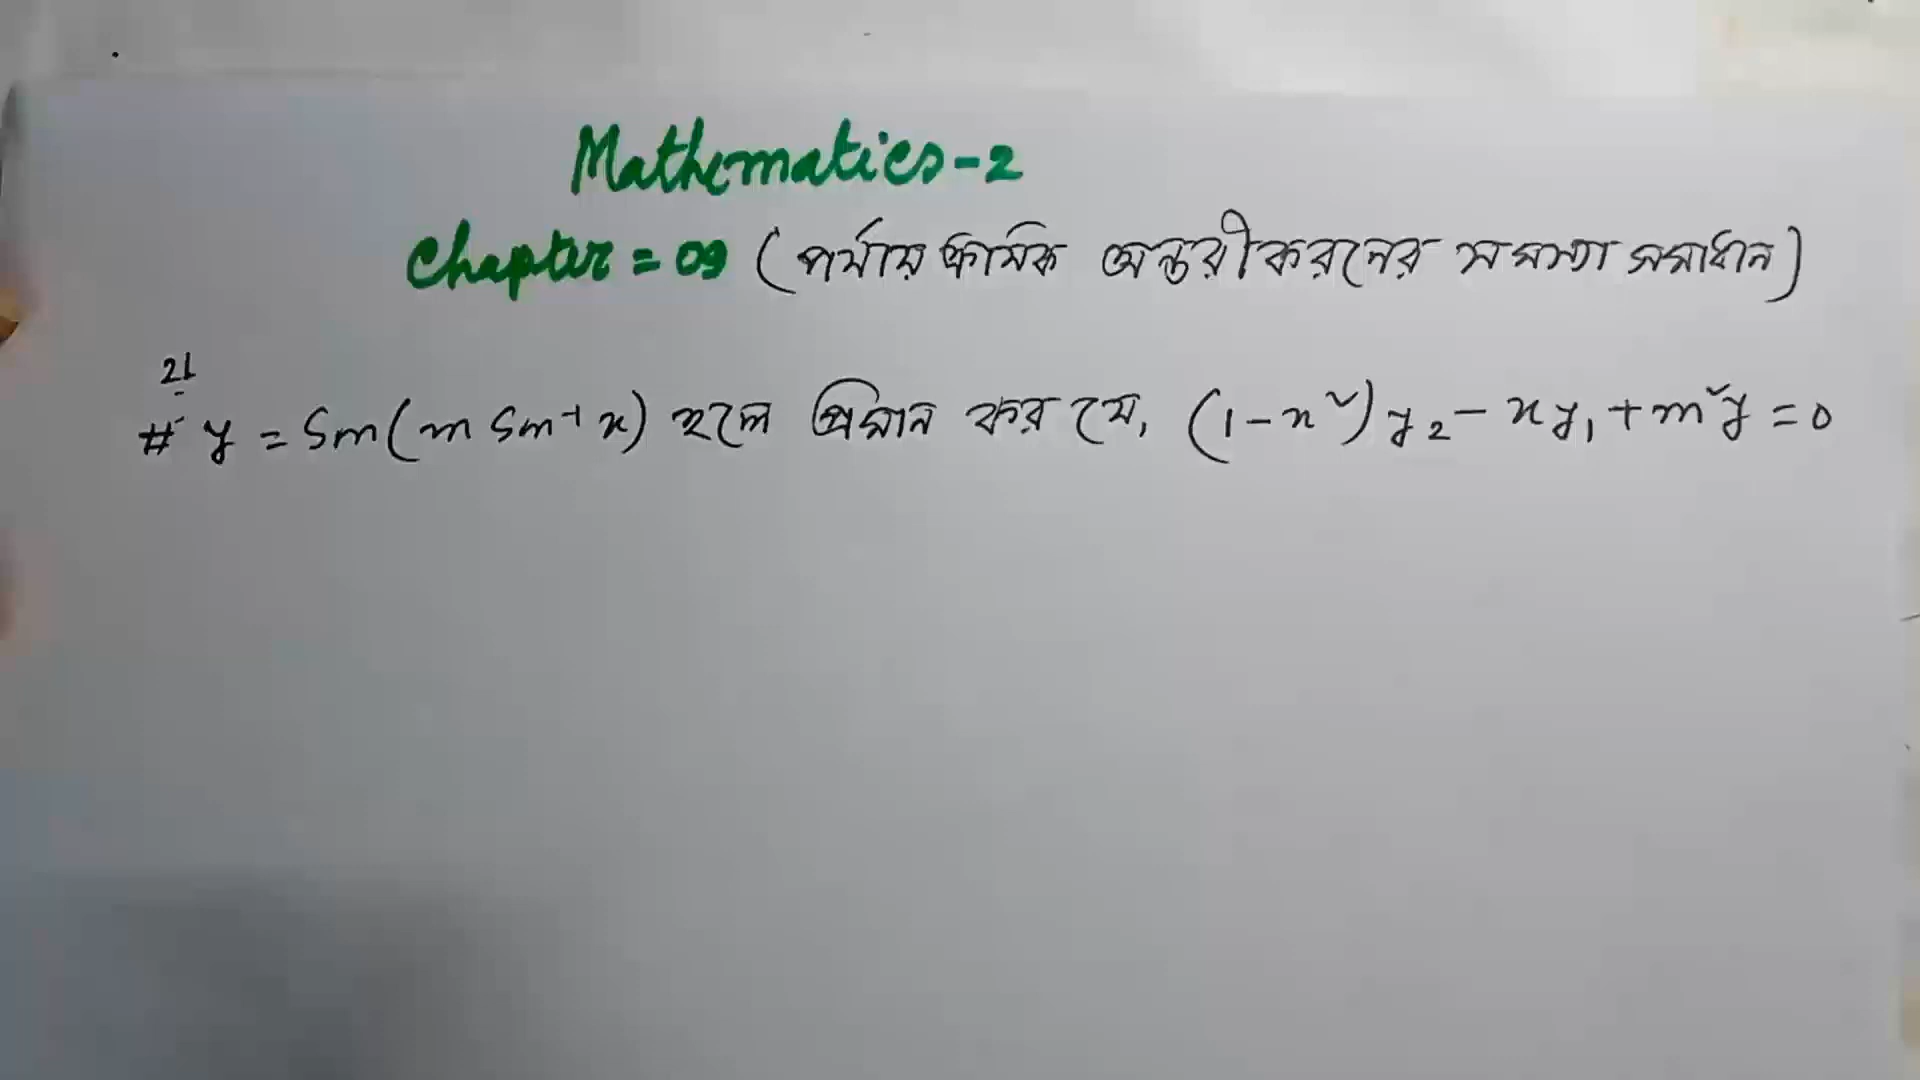 Mathematics-2
Chapter = 09 (পর্যায়ক্রমিক অন্তরীকরনের সমস্যা সমাধান)
21
# y = Sin(m Sin⁻¹ x) হলে প্রমান কর যে, (1-x²) y₂ - xy₁ + m²y = 0